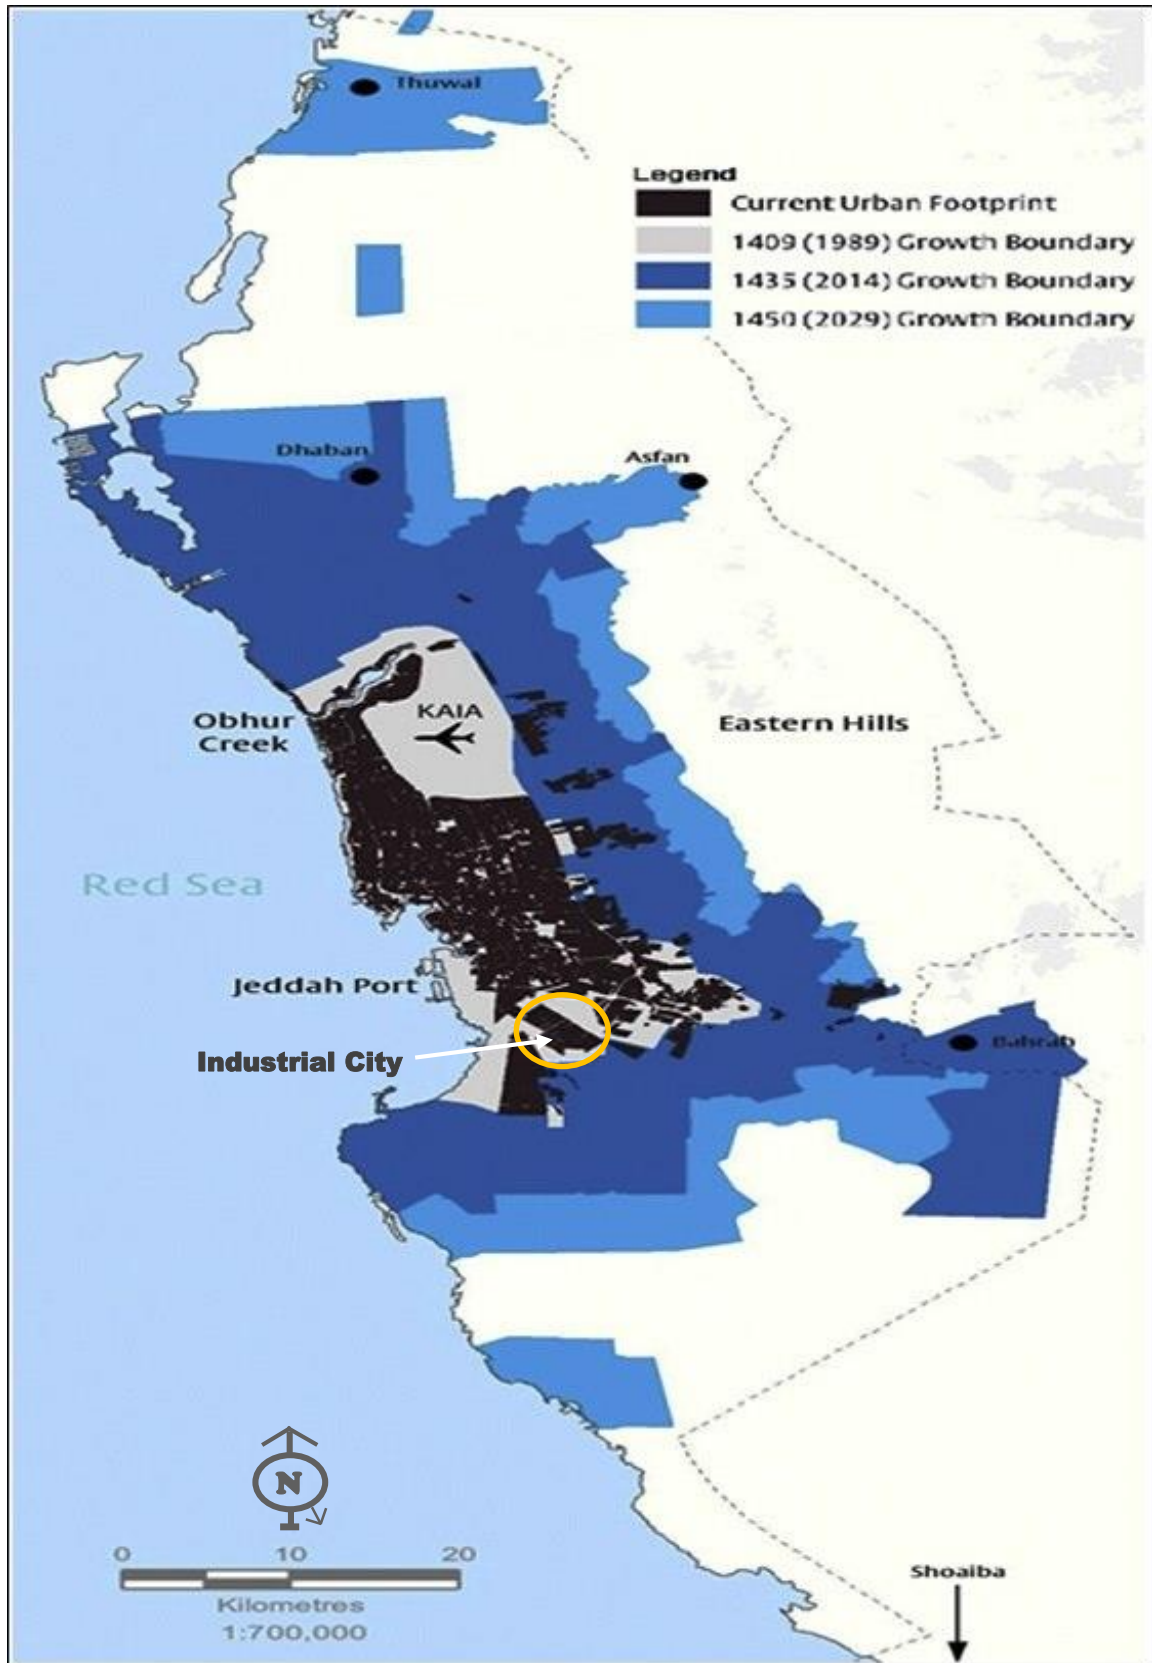 Thuwal
Legend
Current Urban Footprint
1409 (1989) Growth Boundary
1435 (2014) Growth Boundary
1450 (2029) Growth Boundary
Dhaban
Asfan
KAIA
Obhur
Creek
Eastern Hills
Red Sea
Jeddah Port
Industrial City
Bahrah
N
0 10 20
Kilometres
1:700,000
Shoaiba